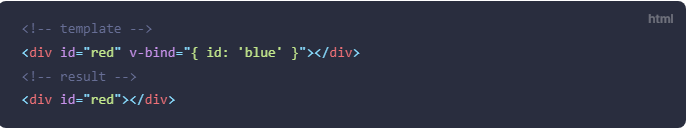 html
<!-- template -->
<div id="red" v-bind="{ id: 'blue' }"></div>
<!-- result -->
<div id="red"></div>